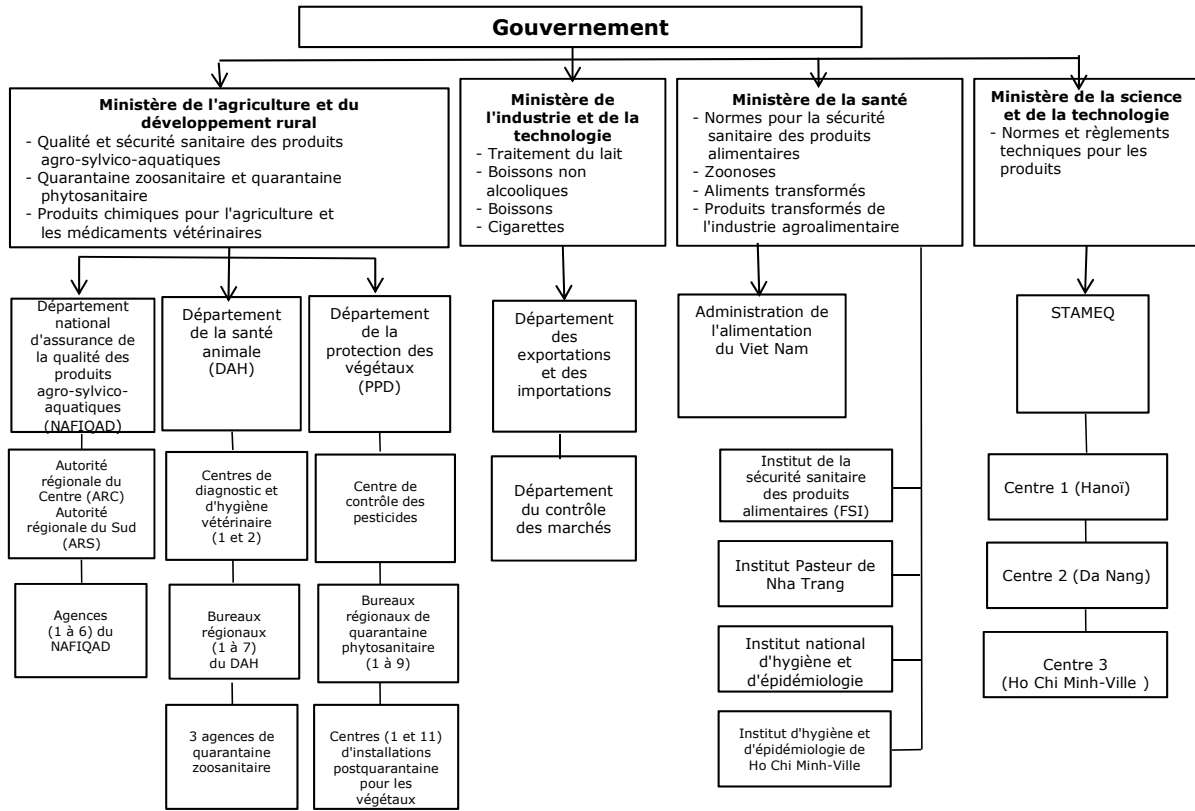 Gouvernement
Ministère de l'agriculture et du
développement rural
- Qualité et sécurité sanitaire des produits
agro-sylvico-aquatiques
- Quarantaine zoosanitaire et quarantaine
phytosanitaire
- Produits chimiques pour l'agriculture et
les médicaments vétérinaires
Ministère de
l'industrie et de la
technologie
- Traitement du lait
- Boissons non
alcooliques
- Boissons
- Cigarettes
Ministère de la santé
- Normes pour la sécurité
sanitaire des produits
alimentaires
- Zoonoses
- Aliments transformés
- Produits transformés de
l'industrie agroalimentaire
Ministère de la science
et de la technologie
- Normes et règlements
techniques pour les
produits
Département
national
d'assurance de
la qualité des
produits
agro-sylvico-
aquatiques
(NAFIQAD)
Département
de la santé
animale
(DAH)
Département
de la
protection des
végétaux
(PPD)
Département
des
exportations
et des
importations
Administration de
l'alimentation
du Viet Nam
STAMEQ
Autorité
régionale du
Centre (ARC)
Autorité
régionale du Sud
(ARS)
Centres de
diagnostic et
d'hygiène
vétérinaire
(1 et 2)
Centre de
contrôle des
pesticides
Département
du contrôle
des marchés
Institut de la
sécurité sanitaire
des produits
alimentaires (FSI)
Centre 1 (Hanoï)
Institut Pasteur de
Nha Trang
Centre 2 (Da Nang)
Agences
(1 à 6) du
NAFIQAD
Bureaux
régionaux
(1 à 7)
du DAH
Bureaux
régionaux de
quarantaine
phytosanitaire
(1 à 9)
Institut national
d'hygiène et
d'épidémiologie
Centre 3
(Ho Chi Minh-Ville )
3 agences de
quarantaine
zoosanitaire
Centres (1 et 11)
d'installations
postquarantaine
pour les
végétaux
Institut d'hygiène et
d'épidémiologie de
Ho Chi Minh-Ville